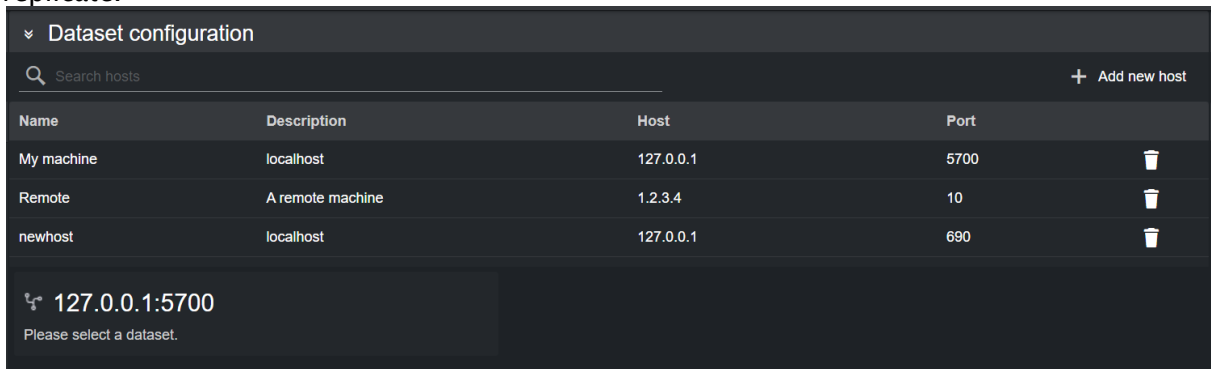 Dataset configuration
Search hosts
Add new host
Name Description Host Port
My machine localhost 127.0.0.1 5700
Remote A remote machine 1.2.3.4 10
newhost localhost 127.0.0.1 690
127.0.0.1:5700
Please select a dataset.